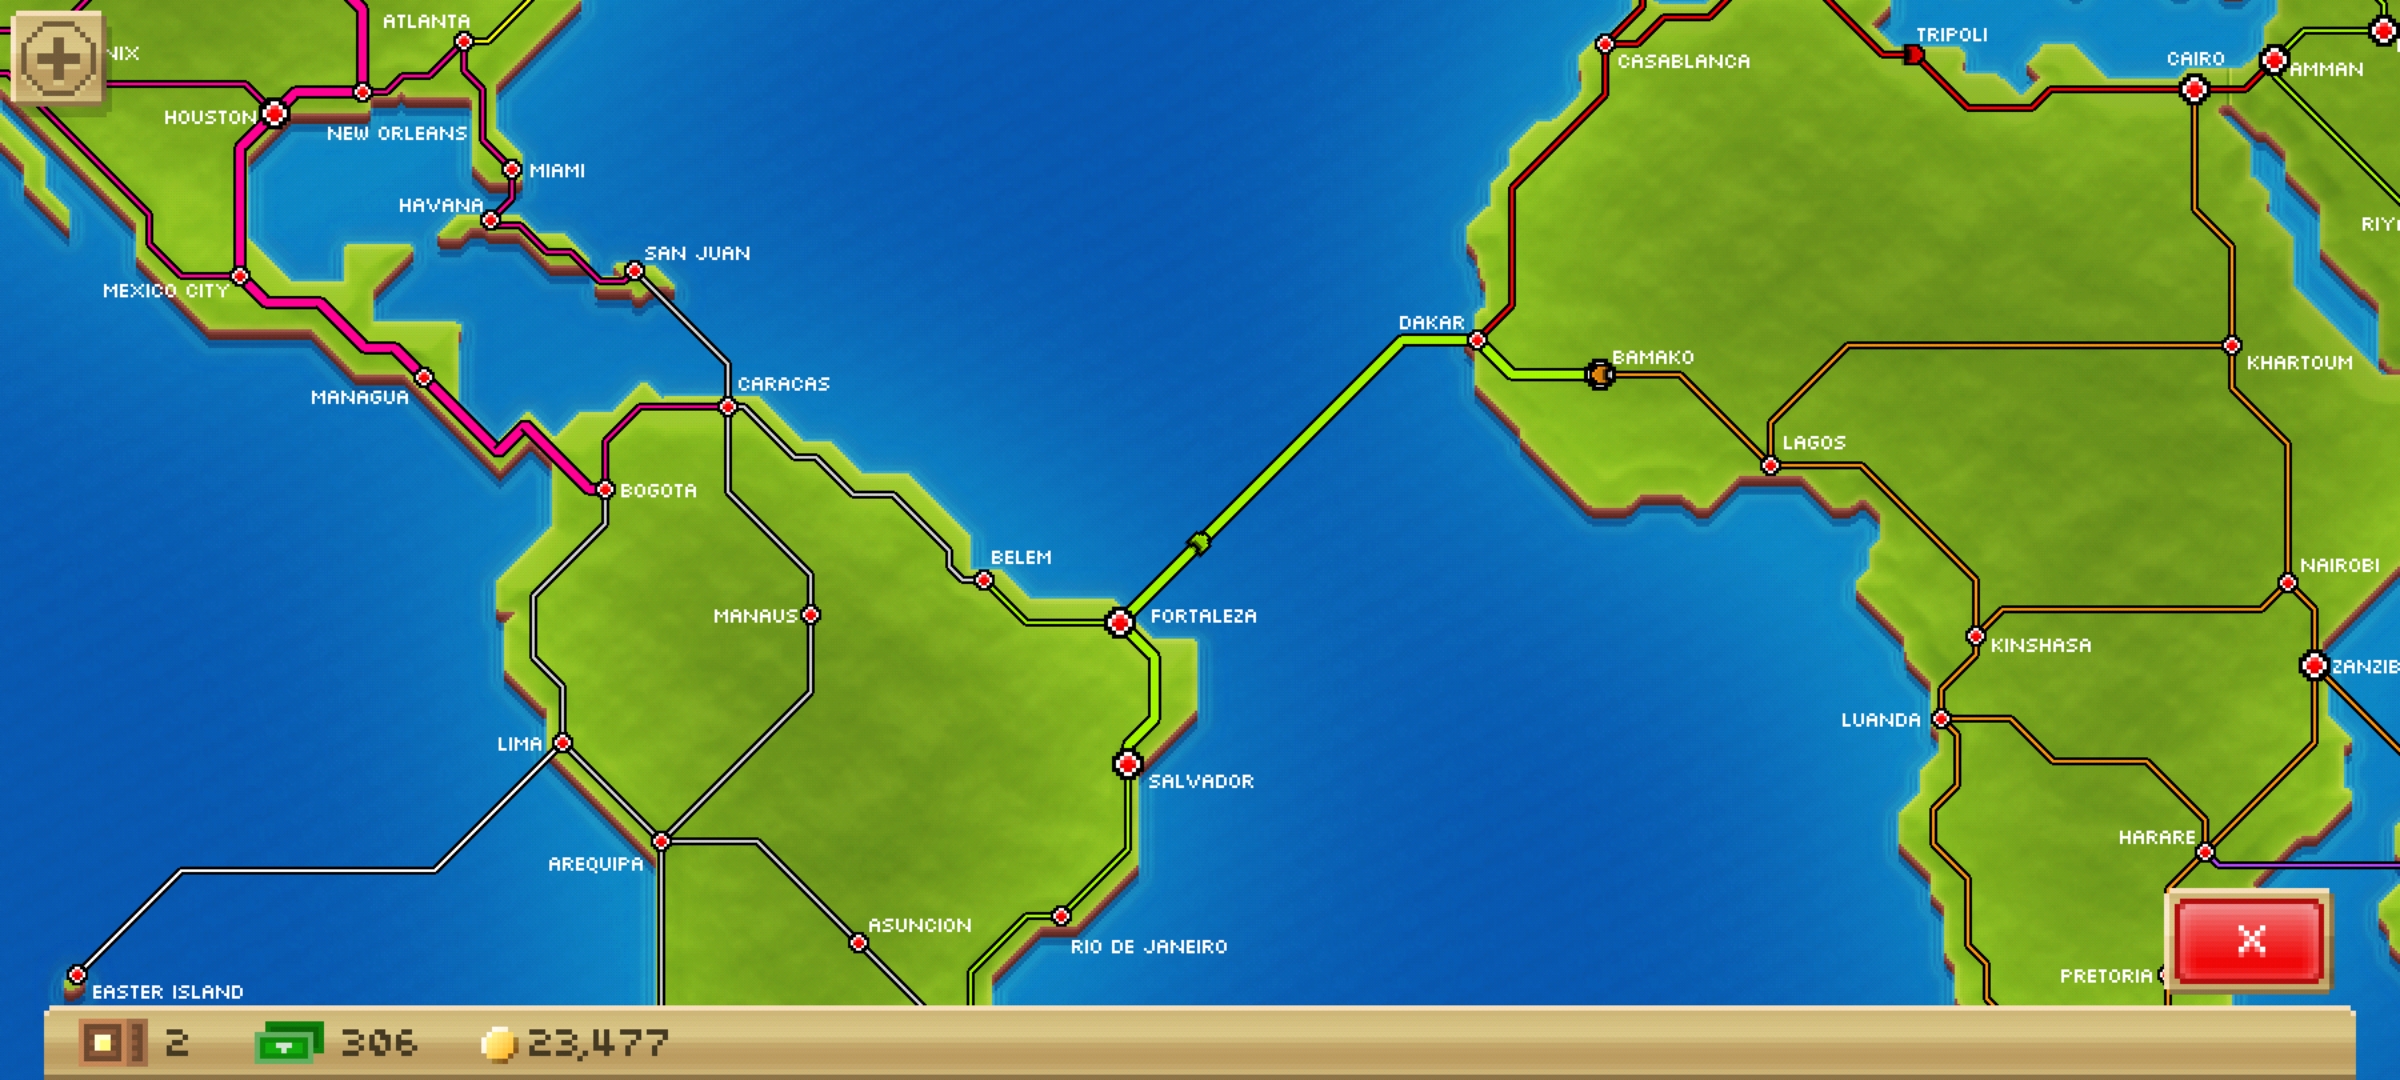 ATLANTA
TRIPOLI
NIX
CASABLANCA
CAIRO
AMMAN
HOUSTON
NEW ORLEANS
MIAMI
HAVANA
RIY
SAN JUAN
MEXICO CITY
DAKAR
BAMAKO
KHARTOUM
CARACAS
MANAGUA
LAGOS
BOGOTA
BELEM
NAIROBI
MANAUS
FORTALEZA
KINSHASA
ZANZIB
LUANDA
LIMA
SALVADOR
HARARE
AREQUIPA
ASUNCION
RIO DE JANEIRO
PRETORIA
EASTER ISLAND
2 306 23,477